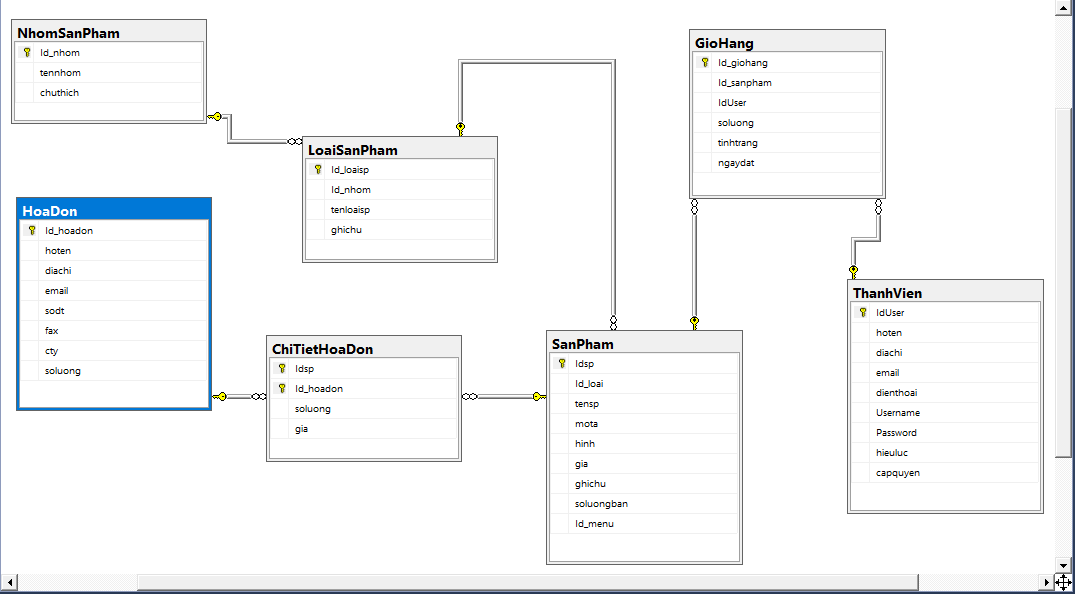 NhomSanPham
Id_nhom
tennhom
chuthich
LoaiSanPham
Id_loaisp
Id_nhom
tenloaisp
ghichu
GioHang
Id_giohang
Id_sanpham
IdUser
soluong
tinhtrang
ngaydat
HoaDon
Id_hoadon
hoten
diachi
email
sodt
fax
cty
soluong
ChiTietHoaDon
Idsp
Id_hoadon
soluong
gia
SanPham
Idsp
Id_loai
tensp
mota
hinh
gia
ghichu
soluongban
Id_menu
ThanhVien
IdUser
hoten
diachi
email
dienthoai
Username
Password
hieuluc
capquyen